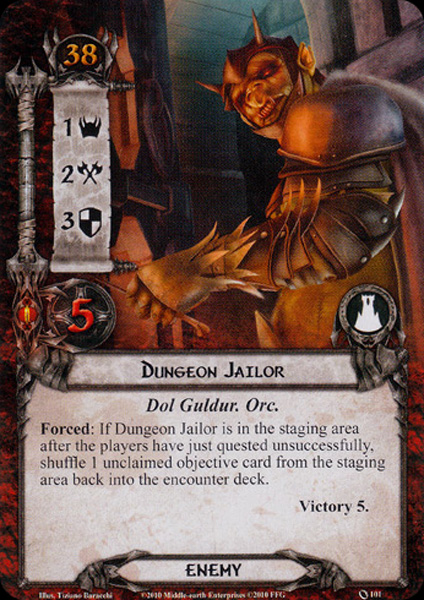 38
1
2
3
5
Dungeon Jailor
Dol Guldur. Orc.
Forced: If Dungeon Jailor is in the staging area
after the players have just quested unsuccessfully,
shuffle 1 unclaimed objective card from the staging
area back into the encounter deck.
Victory 5.
ENEMY
Illus. Tiziano Baracchi ©2010 Middle-earth Enterprises ©2010 FFG 101